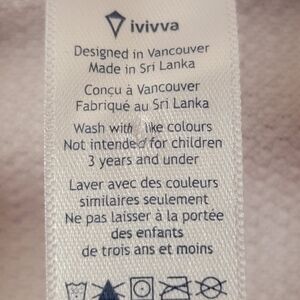 ivivva
Designed in Vancouver
Made in Sri Lanka
Conçu à Vancouver
Fabriqué au Sri Lanka
Wash with like colours
Not intended for children
3 years and under
Laver avec des couleurs
similaires seulement
Ne pas laisser à la portée
des enfants
de trois ans et moins